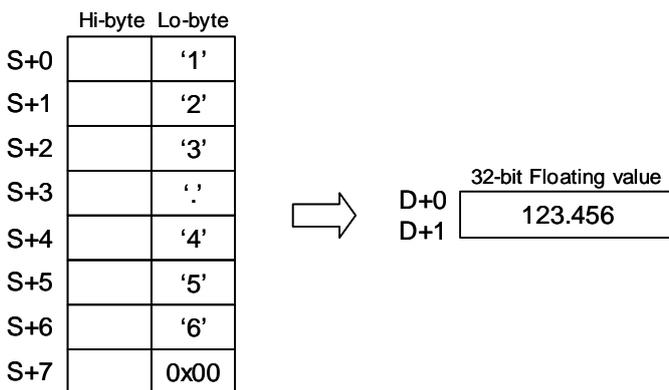 Hi-byte Lo-byte
S+0 ‘1’
S+1 ‘2’
S+2 ‘3’
S+3 ‘.’
S+4 ‘4’
S+5 ‘5’
S+6 ‘6’
S+7 0x00
32-bit Floating value
D+0
123.456
D+1